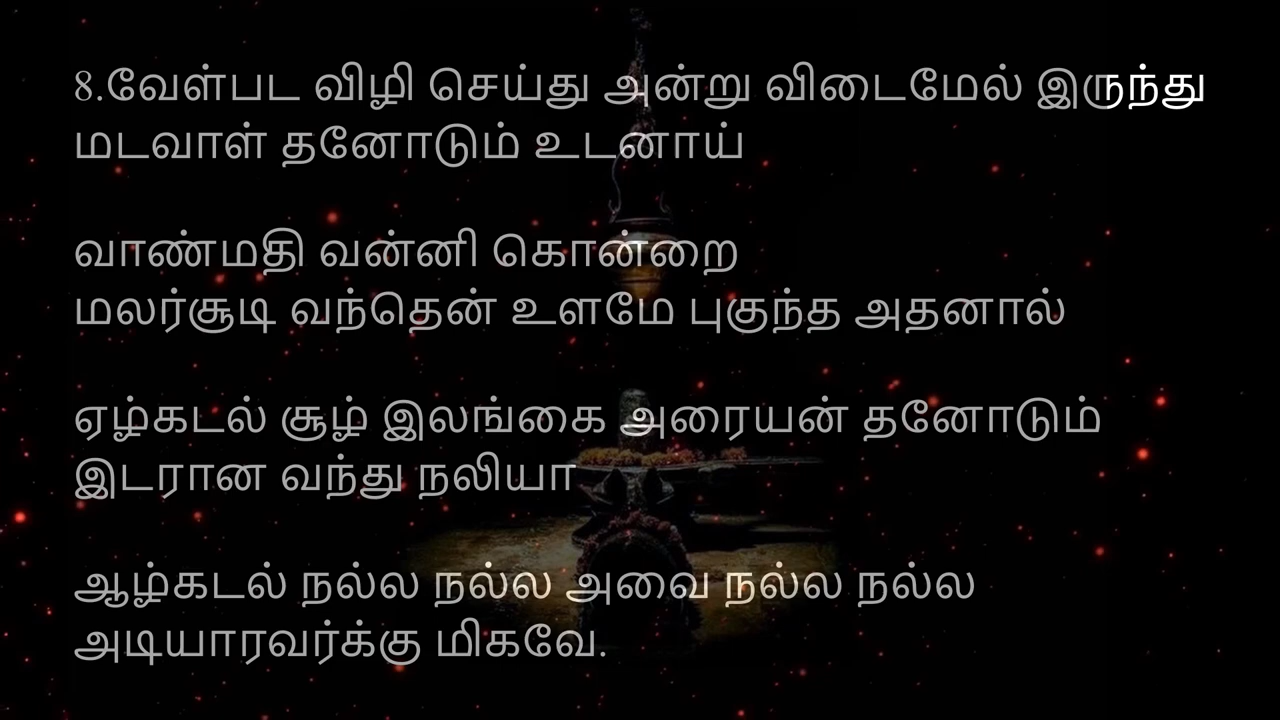 8.வேள்பட விழி செய்து அன்று விடைமேல் இருந்து
மடவாள் தனோடும் உடனாய்
வாண்மதி வன்னி கொன்றை
மலர்சூடி வந்தென் உளமே புகுந்த அதனால்
ஏழ்கடல் சூழ் இலங்கை அரையன் தனோடும்
இடரான வந்து நலியா
ஆழ்கடல் நல்ல நல்ல அவை நல்ல நல்ல
அடியாரவர்க்கு மிகவே.